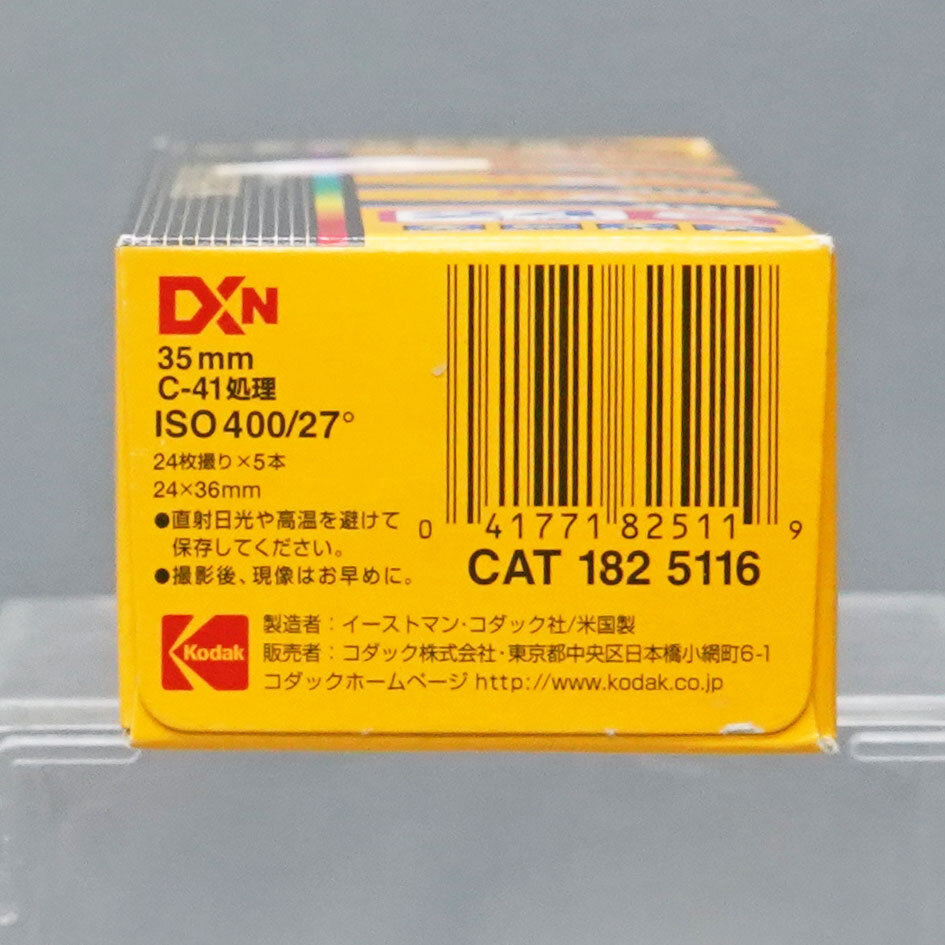 DXN
35mm
C-41処理
ISO 400/27°
24枚撮り×5本
24×36mm
●直射日光や高温を避けて
保存してください。
●撮影後、現像はお早めに。
0 41771 82511 9
CAT 182 5116
Kodak
製造者：イーストマン・コダック社/米国製
販売者：コダック株式会社・東京都中央区日本橋小網町6-1
コダックホームページ http://www.kodak.co.jp